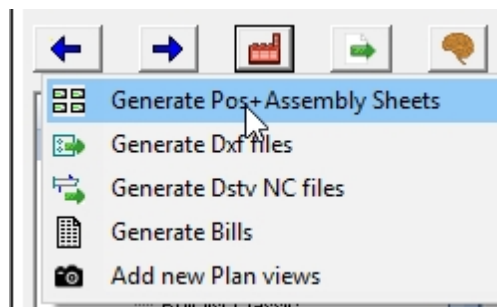 Generate Pos+Assembly Sheets
Generate Dxf files
Generate Dstv NC files
Generate Bills
Add new Plan views